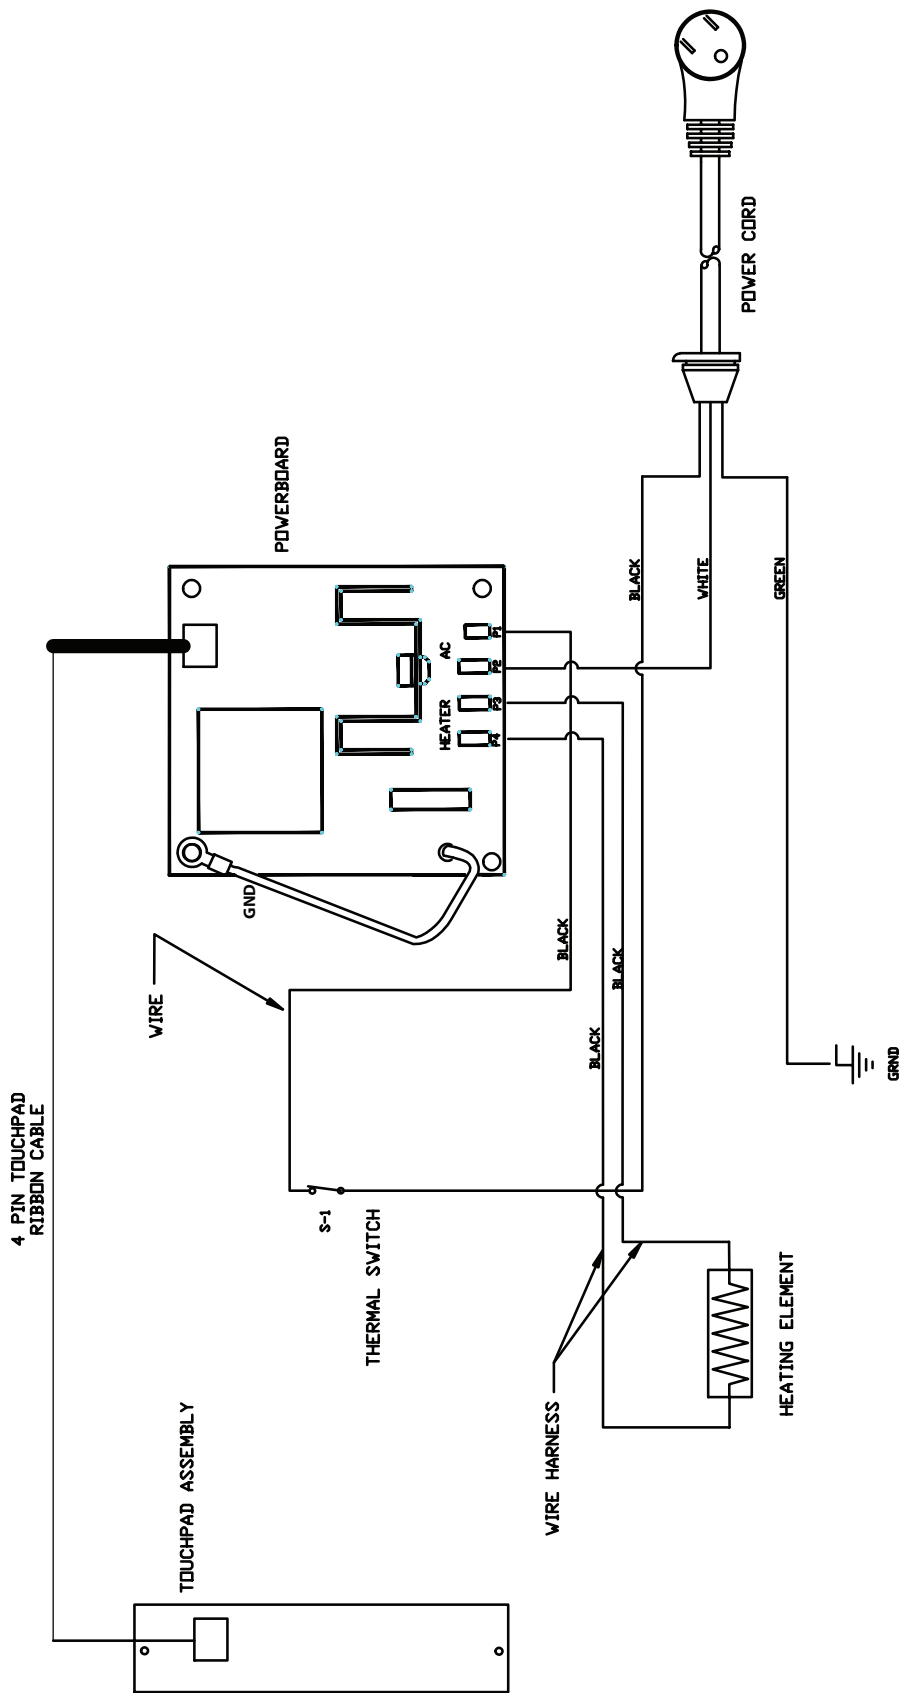 4 PIN TOUCHPAD
RIBBON CABLE
TOUCHPAD ASSEMBLY
WIRE
GND
POWERBOARD
S-1
THERMAL SWITCH
HEATER
AC
P4
P3
P2
P1
WIRE HARNESS
BLACK
BLACK
BLACK
BLACK
WHITE
GREEN
POWER CORD
HEATING ELEMENT
GRND